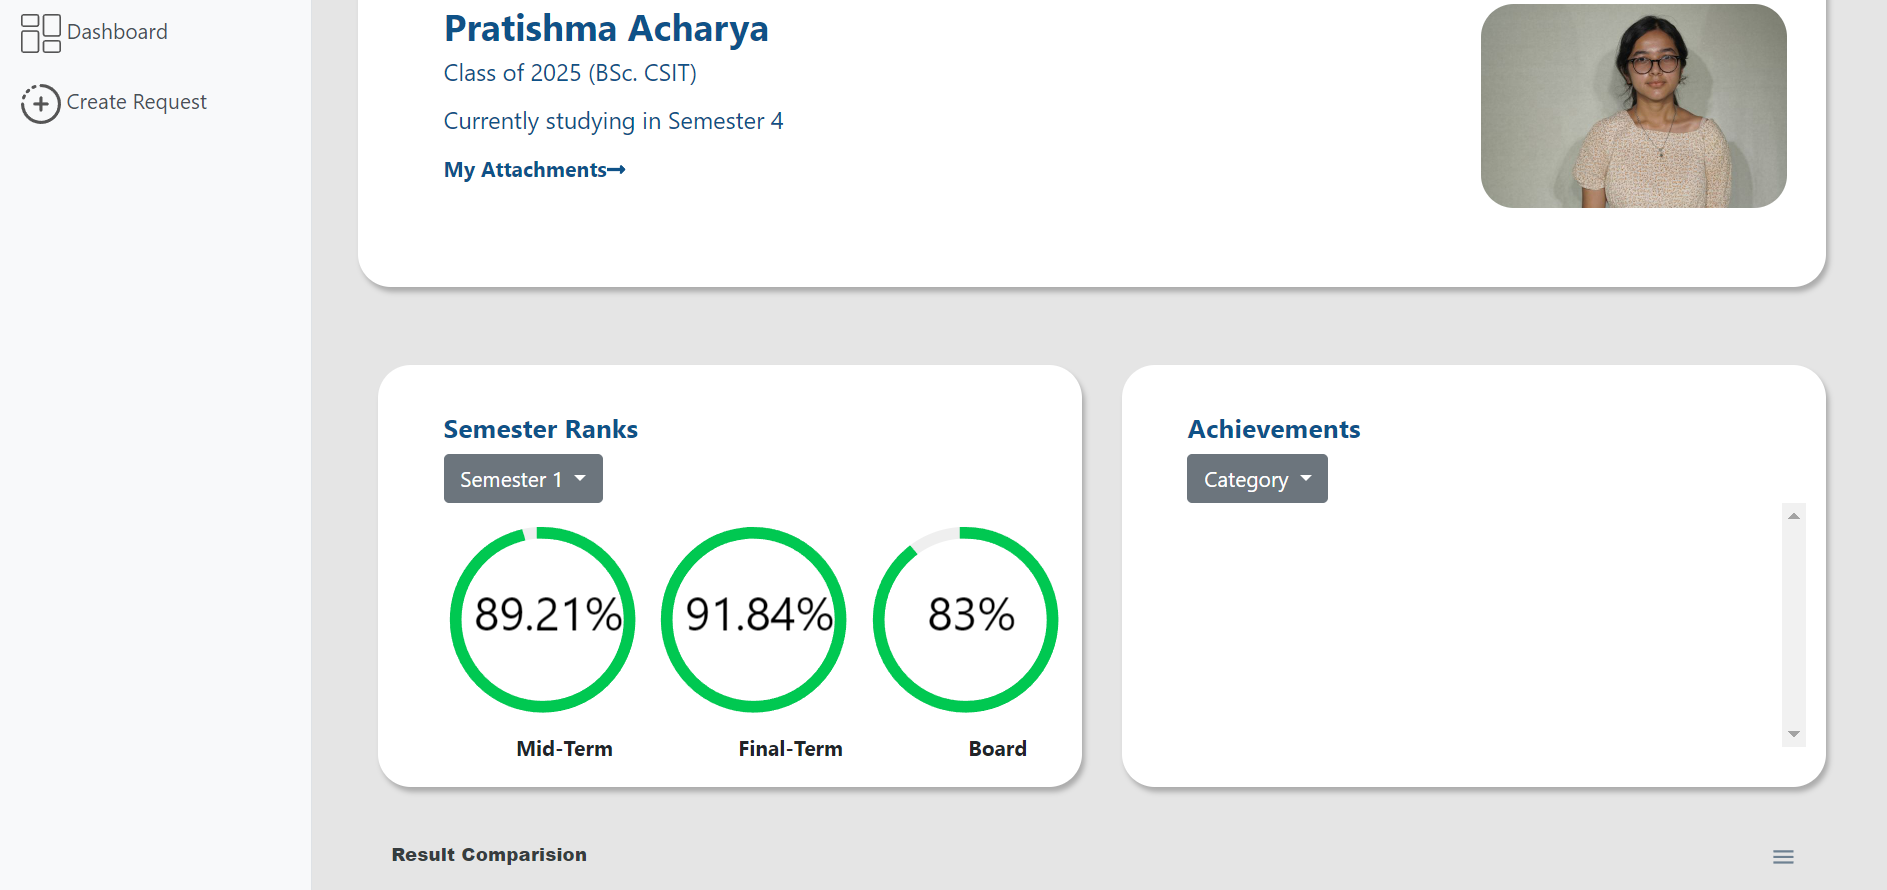 Dashboard
Create Request
Pratishma Acharya
Class of 2025 (BSc. CSIT)
Currently studying in Semester 4
My Attachments
Semester Ranks
Semester 1
89.21%
91.84%
83%
Mid-Term
Final-Term
Board
Achievements
Category
Result Comparision